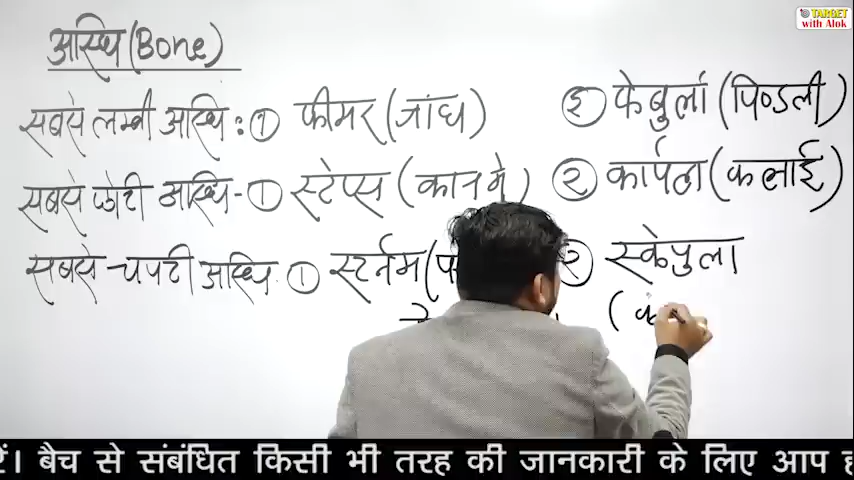 TARGET
with Alok
अस्थि (Bone)
सबसे लम्बी अस्थि : ① फीमर (जांघ) ② फेबुला (पिण्डली)
सबसे छोटी अस्थि - ① स्टेप्स (कान में) ② कार्पल (कलाई)
सबसे चपटी अस्थि ① स्टर्नम ( ② स्केपुला
(
बैच से संबंधित किसी भी तरह की जानकारी के लिए आप